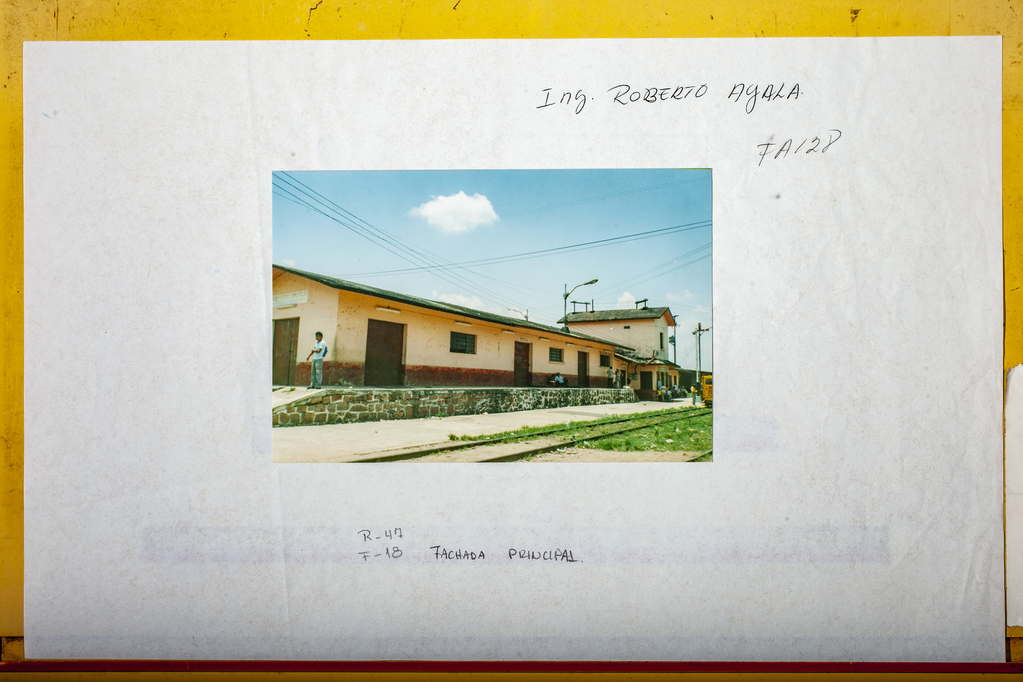 Ing. ROBERTO AYALA.
FA128
R-47
F-18 FACHADA PRINCIPAL.